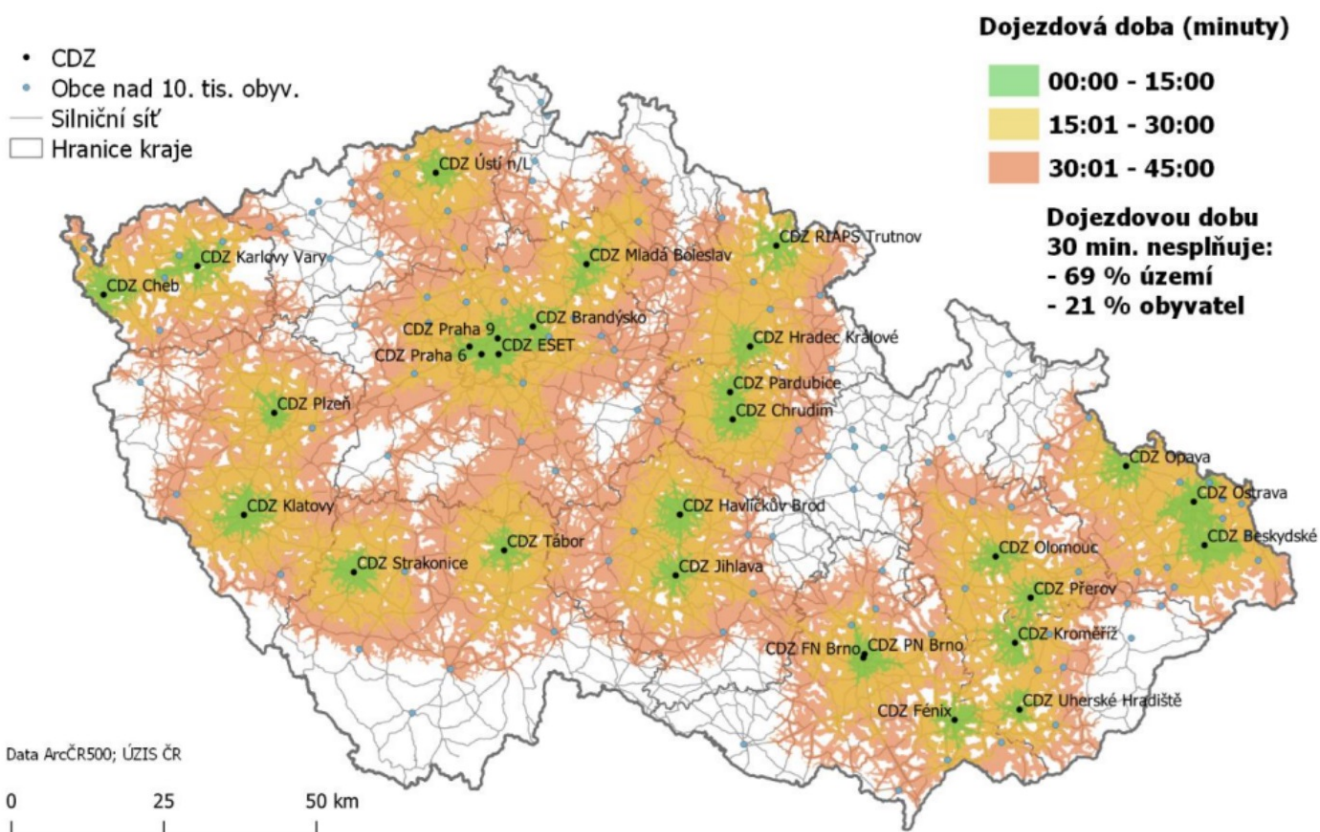 Dojezdová doba (minuty)
00:00 - 15:00
15:01 - 30:00
30:01 - 45:00
Dojezdovou dobu
30 min. nesplňuje:
- 69 % území
- 21 % obyvatel
CDZ
Obce nad 10. tis. obyv.
Silniční síť
Hranice kraje
CDZ Ústí n/L
CDZ RIAPS Trutnov
CDZ Karlovy Vary
CDZ Mladá Boleslav
CDZ Cheb
CDZ Brandýsko
CDZ Praha 9
CDZ ESET
CDZ Praha 6
CDZ Hradec Králové
CDZ Pardubice
CDZ Plzeň
CDZ Chrudim
CDZ Opava
CDZ Ostrava
CDZ Klatovy
CDZ Havlíčkův Brod
CDZ Beskydské
CDZ Tábor
CDZ Olomouc
CDZ Strakonice
CDZ Jihlava
CDZ Přerov
CDZ Kroměříž
CDZ FN Brno
CDZ PN Brno
CDZ Uherské Hradiště
CDZ Fénix
Data ArcČR500; ÚZIS ČR
0 25 50 km